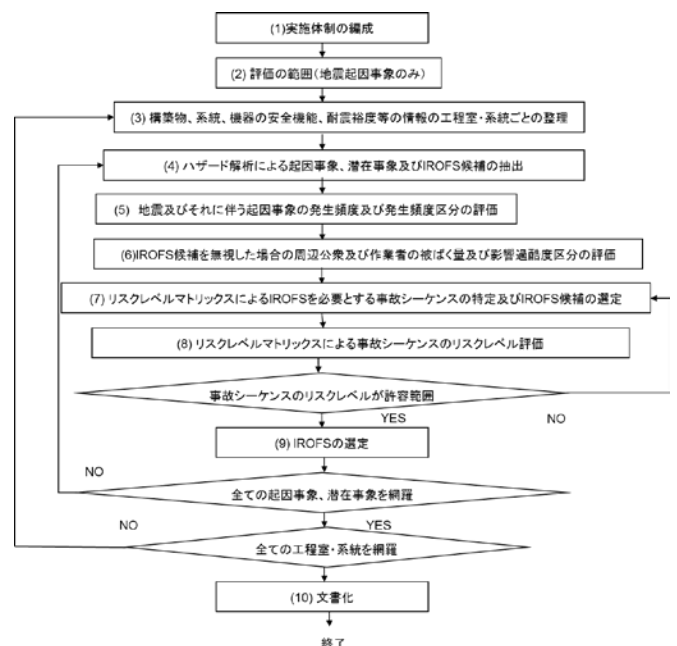 (1)実施体制の編成
(2) 評価の範囲(地震起因事象のみ)
(3) 構築物、系統、機器の安全機能、耐震裕度等の情報の工程室・系統ごとの整理
(4) ハザード解析による起因事象、潜在事象及びIROFS候補の抽出
(5) 地震及びそれに伴う起因事象の発生頻度及び発生頻度区分の評価
(6)IROFS候補を無視した場合の周辺公衆及び作業者の被ばく量及び影響過酷度区分の評価
(7) リスクレベルマトリックスによるIROFSを必要とする事故シーケンスの特定及びIROFS候補の選定
(8) リスクレベルマトリックスによる事故シーケンスのリスクレベル評価
事故シーケンスのリスクレベルが許容範囲
YES
NO
(9) IROFSの選定
NO
全ての起因事象、潜在事象を網羅
NO
YES
全ての工程室・系統を網羅
(10) 文書化
終了